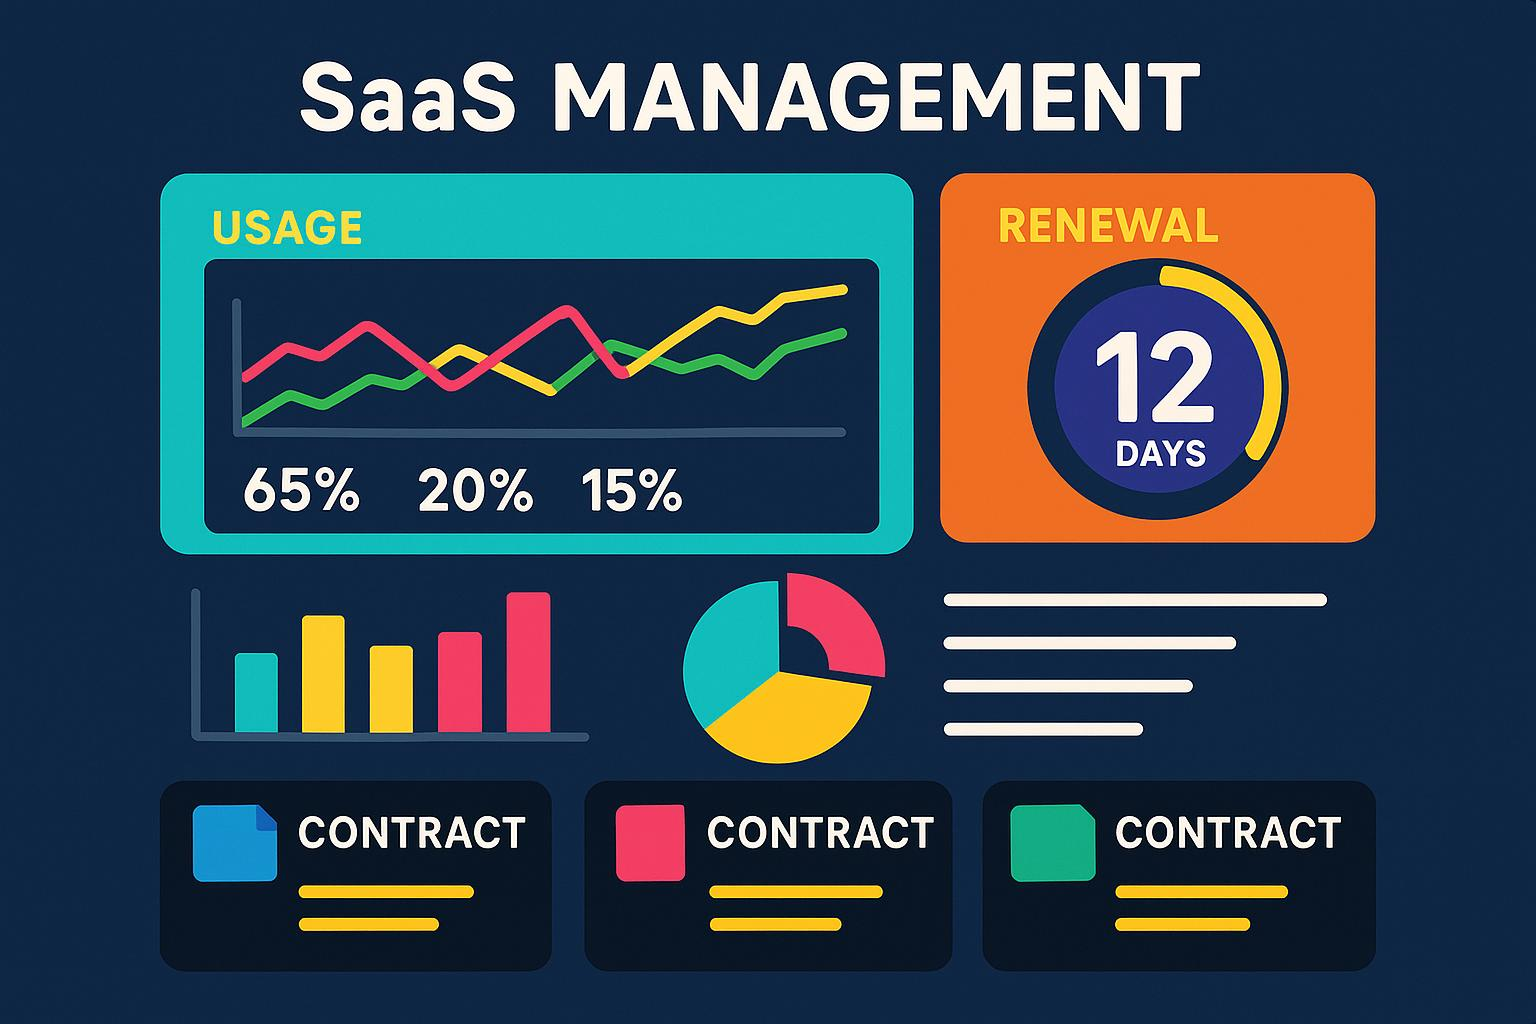 SaaS MANAGEMENT
USAGE
65% 20% 15%
RENEWAL
12
DAYS
CONTRACT
CONTRACT
CONTRACT